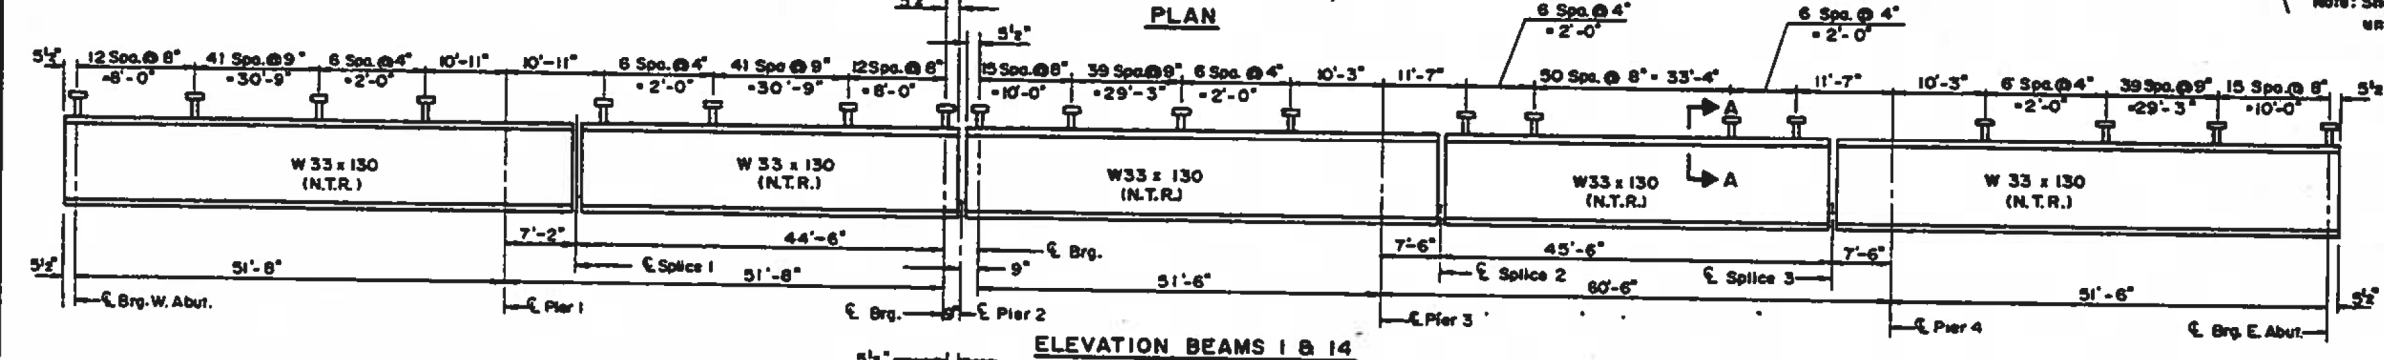 PLAN
6 Spa. @ 4"
= 2'-0"
6 Spa. @ 4"
= 2'-0"
5½"
5½"
12 Spa. @ 8"
=8'-0"
41 Spa. @ 9"
=30'-9"
6 Spa. @ 4"
=2'-0"
10'-11"
10'-11"
6 Spa. @ 4"
=2'-0"
41 Spa @ 9"
=30'-9"
12 Spa. @ 8"
=8'-0"
15 Spa. @ 8"
=10'-0"
39 Spa @ 9"
=29'-3"
6 Spa. @ 4"
=2'-0"
10'-3"
11'-7"
50 Spa. @ 8" = 33'-4"
11'-7"
10'-3"
6 Spa. @ 4"
=2'-0"
39 Spa. @ 9"
=29'-3"
15 Spa. @ 8"
=10'-0"
5½
A
A
W 33 x 130
(N.T.R.)
W 33 x 130
(N.T.R.)
W33 x 130
(N.T.R.)
W33 x 130
(N.T.R.)
W 33 x 130
(N.T.R.)
7'-2"
44'-6"
℄ Brg.
7'-6"
45'-6"
7'-6"
5½"
51'-8"
℄ Splice 1
51'-8"
9"
51'-6"
℄ Splice 2
60'-6"
℄ Splice 3
51'-6"
5½"
℄ Brg. W. Abut.
℄ Pier 1
℄ Brg.
9"
℄ Pier 2
℄ Pier 3
℄ Pier 4
℄ Brg. E. Abut.
ELEVATION BEAMS 1 & 14
5½"